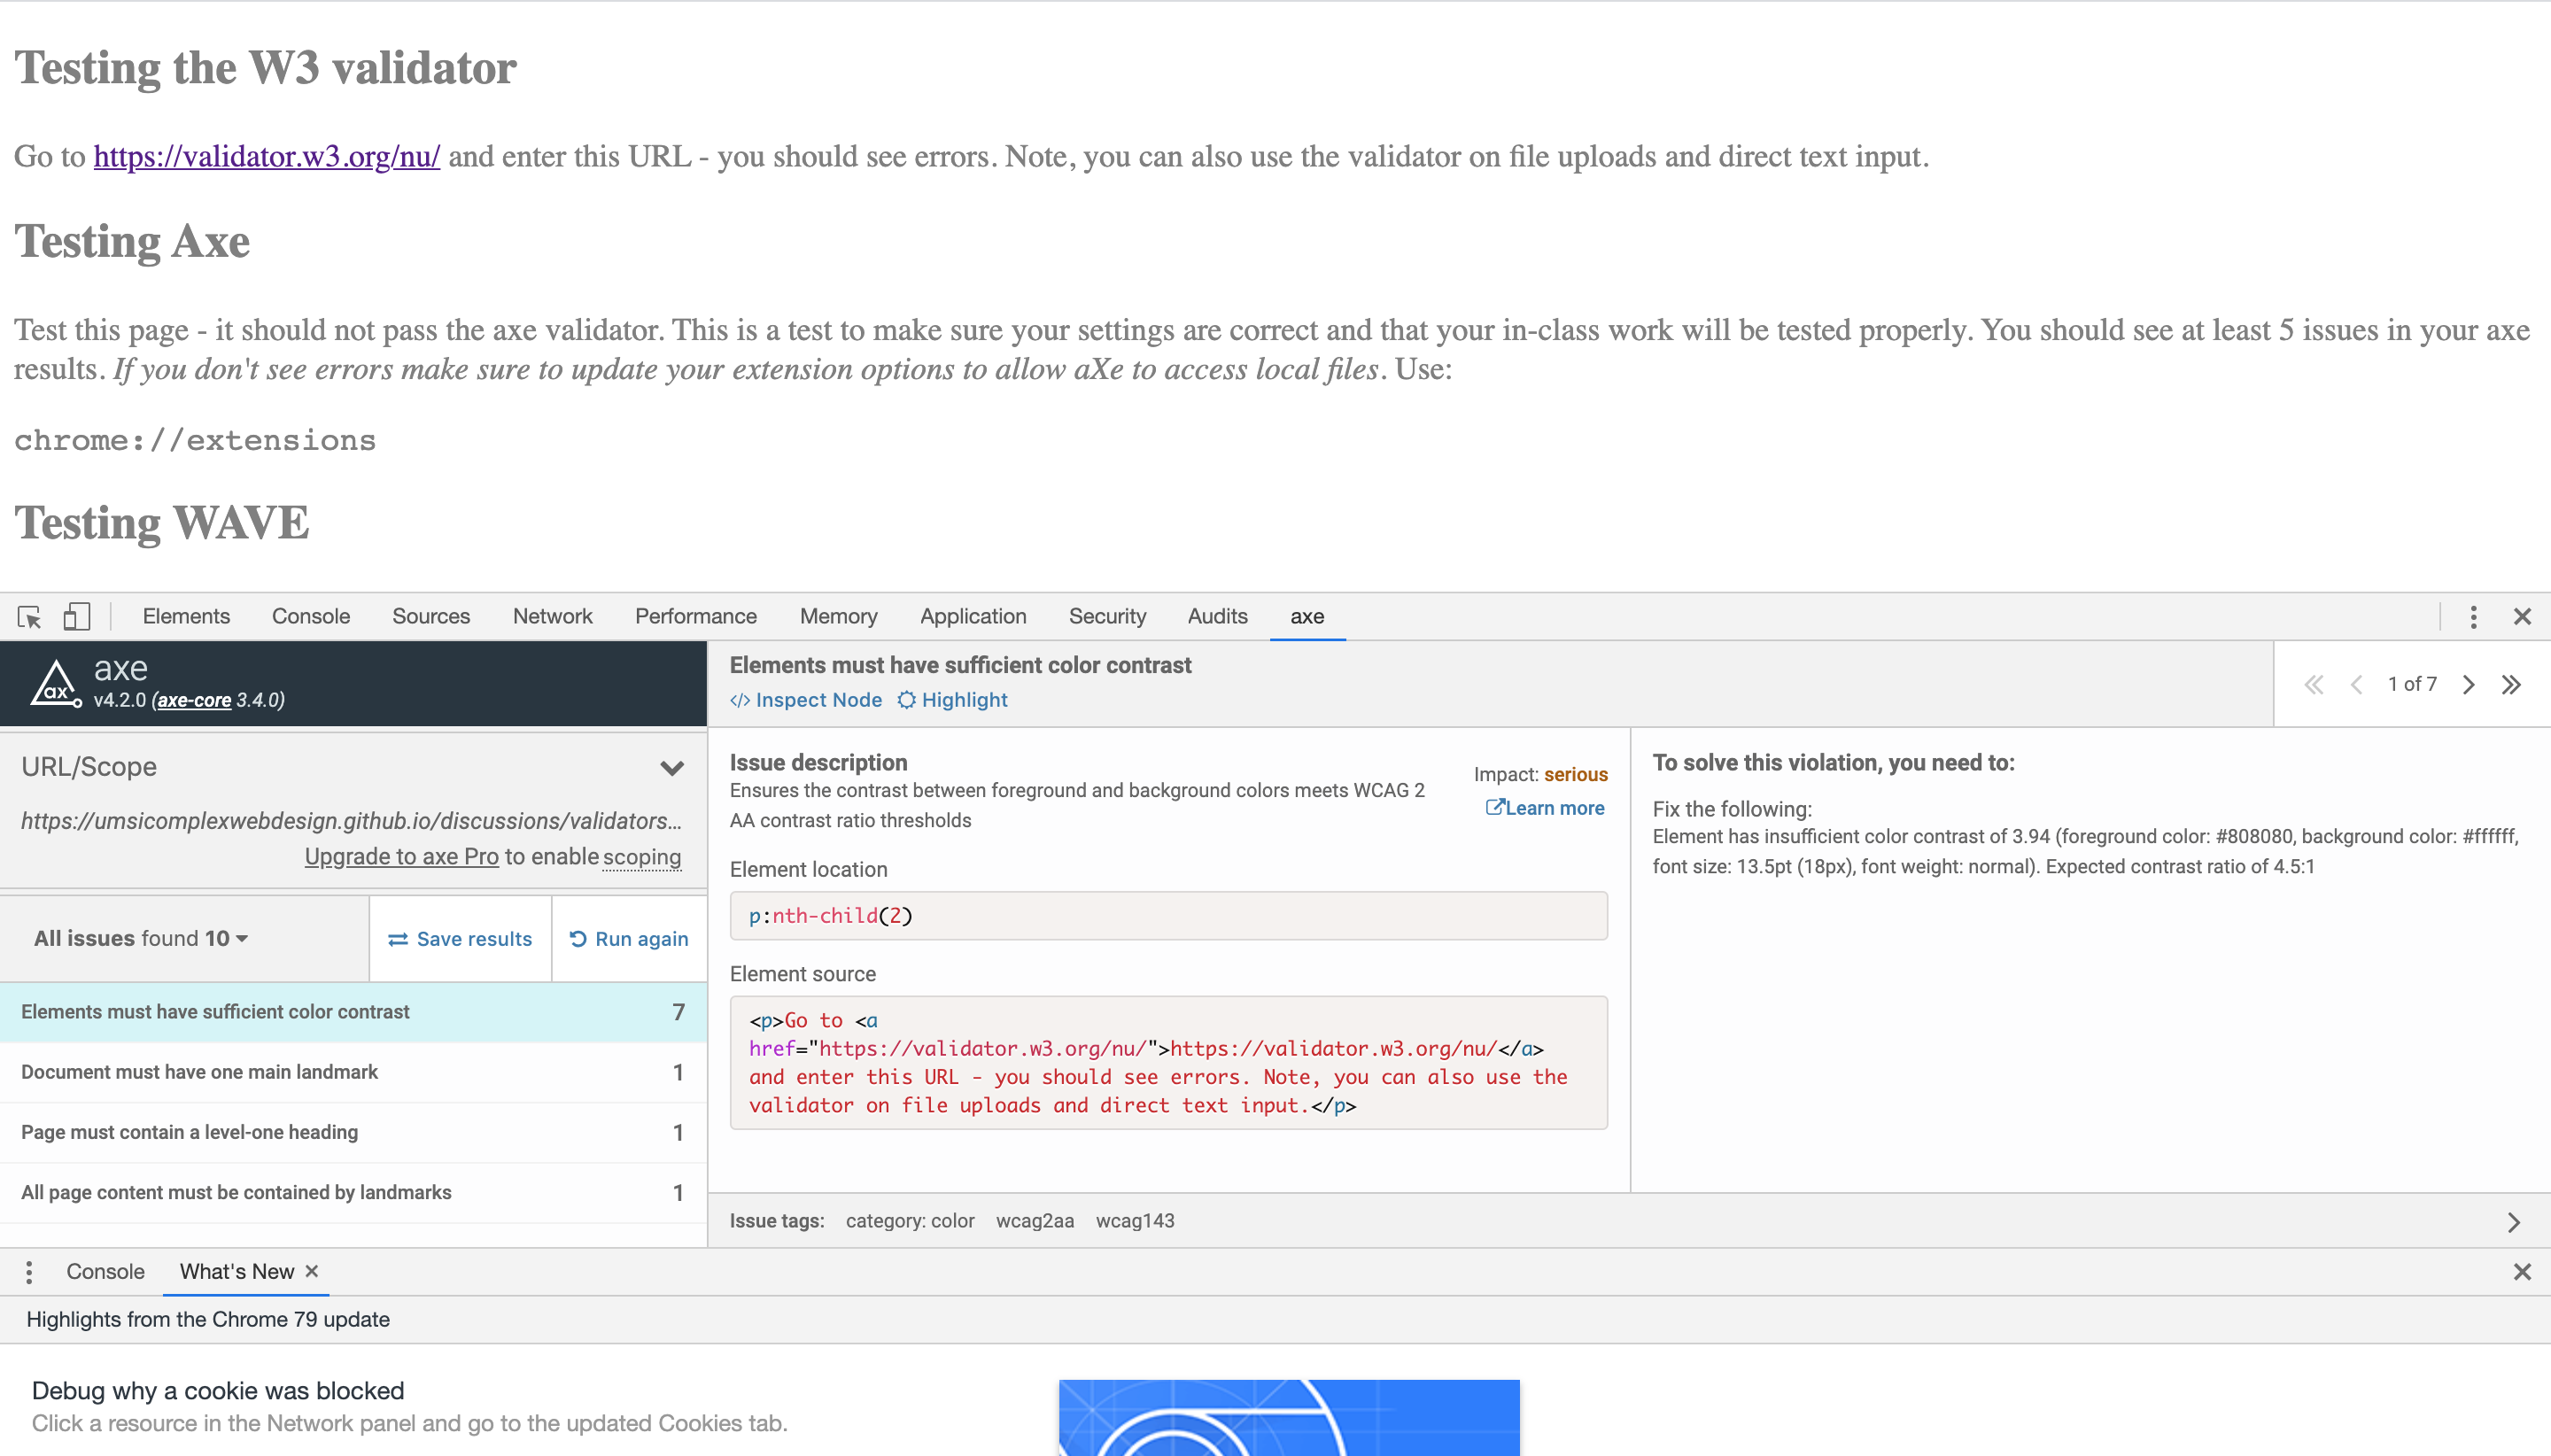 Testing the W3 validator
Go to https://validator.w3.org/nu/ and enter this URL - you should see errors. Note, you can also use the validator on file uploads and direct text input.
Testing Axe
Test this page - it should not pass the axe validator. This is a test to make sure your settings are correct and that your in-class work will be tested properly. You should see at least 5 issues in your axe
results. If you don't see errors make sure to update your extension options to allow aXe to access local files. Use:
chrome://extensions
Testing WAVE
Elements Console Sources Network Performance Memory Application Security Audits axe
ax
axe
v4.2.0 (axe-core 3.4.0)
URL/Scope
https://umsicomplexwebdesign.github.io/discussions/validators...
Upgrade to axe Pro to enable scoping
All issues found 10
Save results
Run again
Elements must have sufficient color contrast 7
Document must have one main landmark 1
Page must contain a level-one heading 1
All page content must be contained by landmarks 1
Elements must have sufficient color contrast
</> Inspect Node Highlight
1 of 7
Issue description
Ensures the contrast between foreground and background colors meets WCAG 2
AA contrast ratio thresholds
Impact: serious
Learn more
Element location
p:nth-child(2)
Element source
<p>Go to <a
href="https://validator.w3.org/nu/">https://validator.w3.org/nu/</a>
and enter this URL - you should see errors. Note, you can also use the
validator on file uploads and direct text input.</p>
To solve this violation, you need to:
Fix the following:
Element has insufficient color contrast of 3.94 (foreground color: #808080, background color: #ffffff,
font size: 13.5pt (18px), font weight: normal). Expected contrast ratio of 4.5:1
Issue tags: category: color wcag2aa wcag143
Console What's New
Highlights from the Chrome 79 update
Debug why a cookie was blocked
Click a resource in the Network panel and go to the updated Cookies tab.